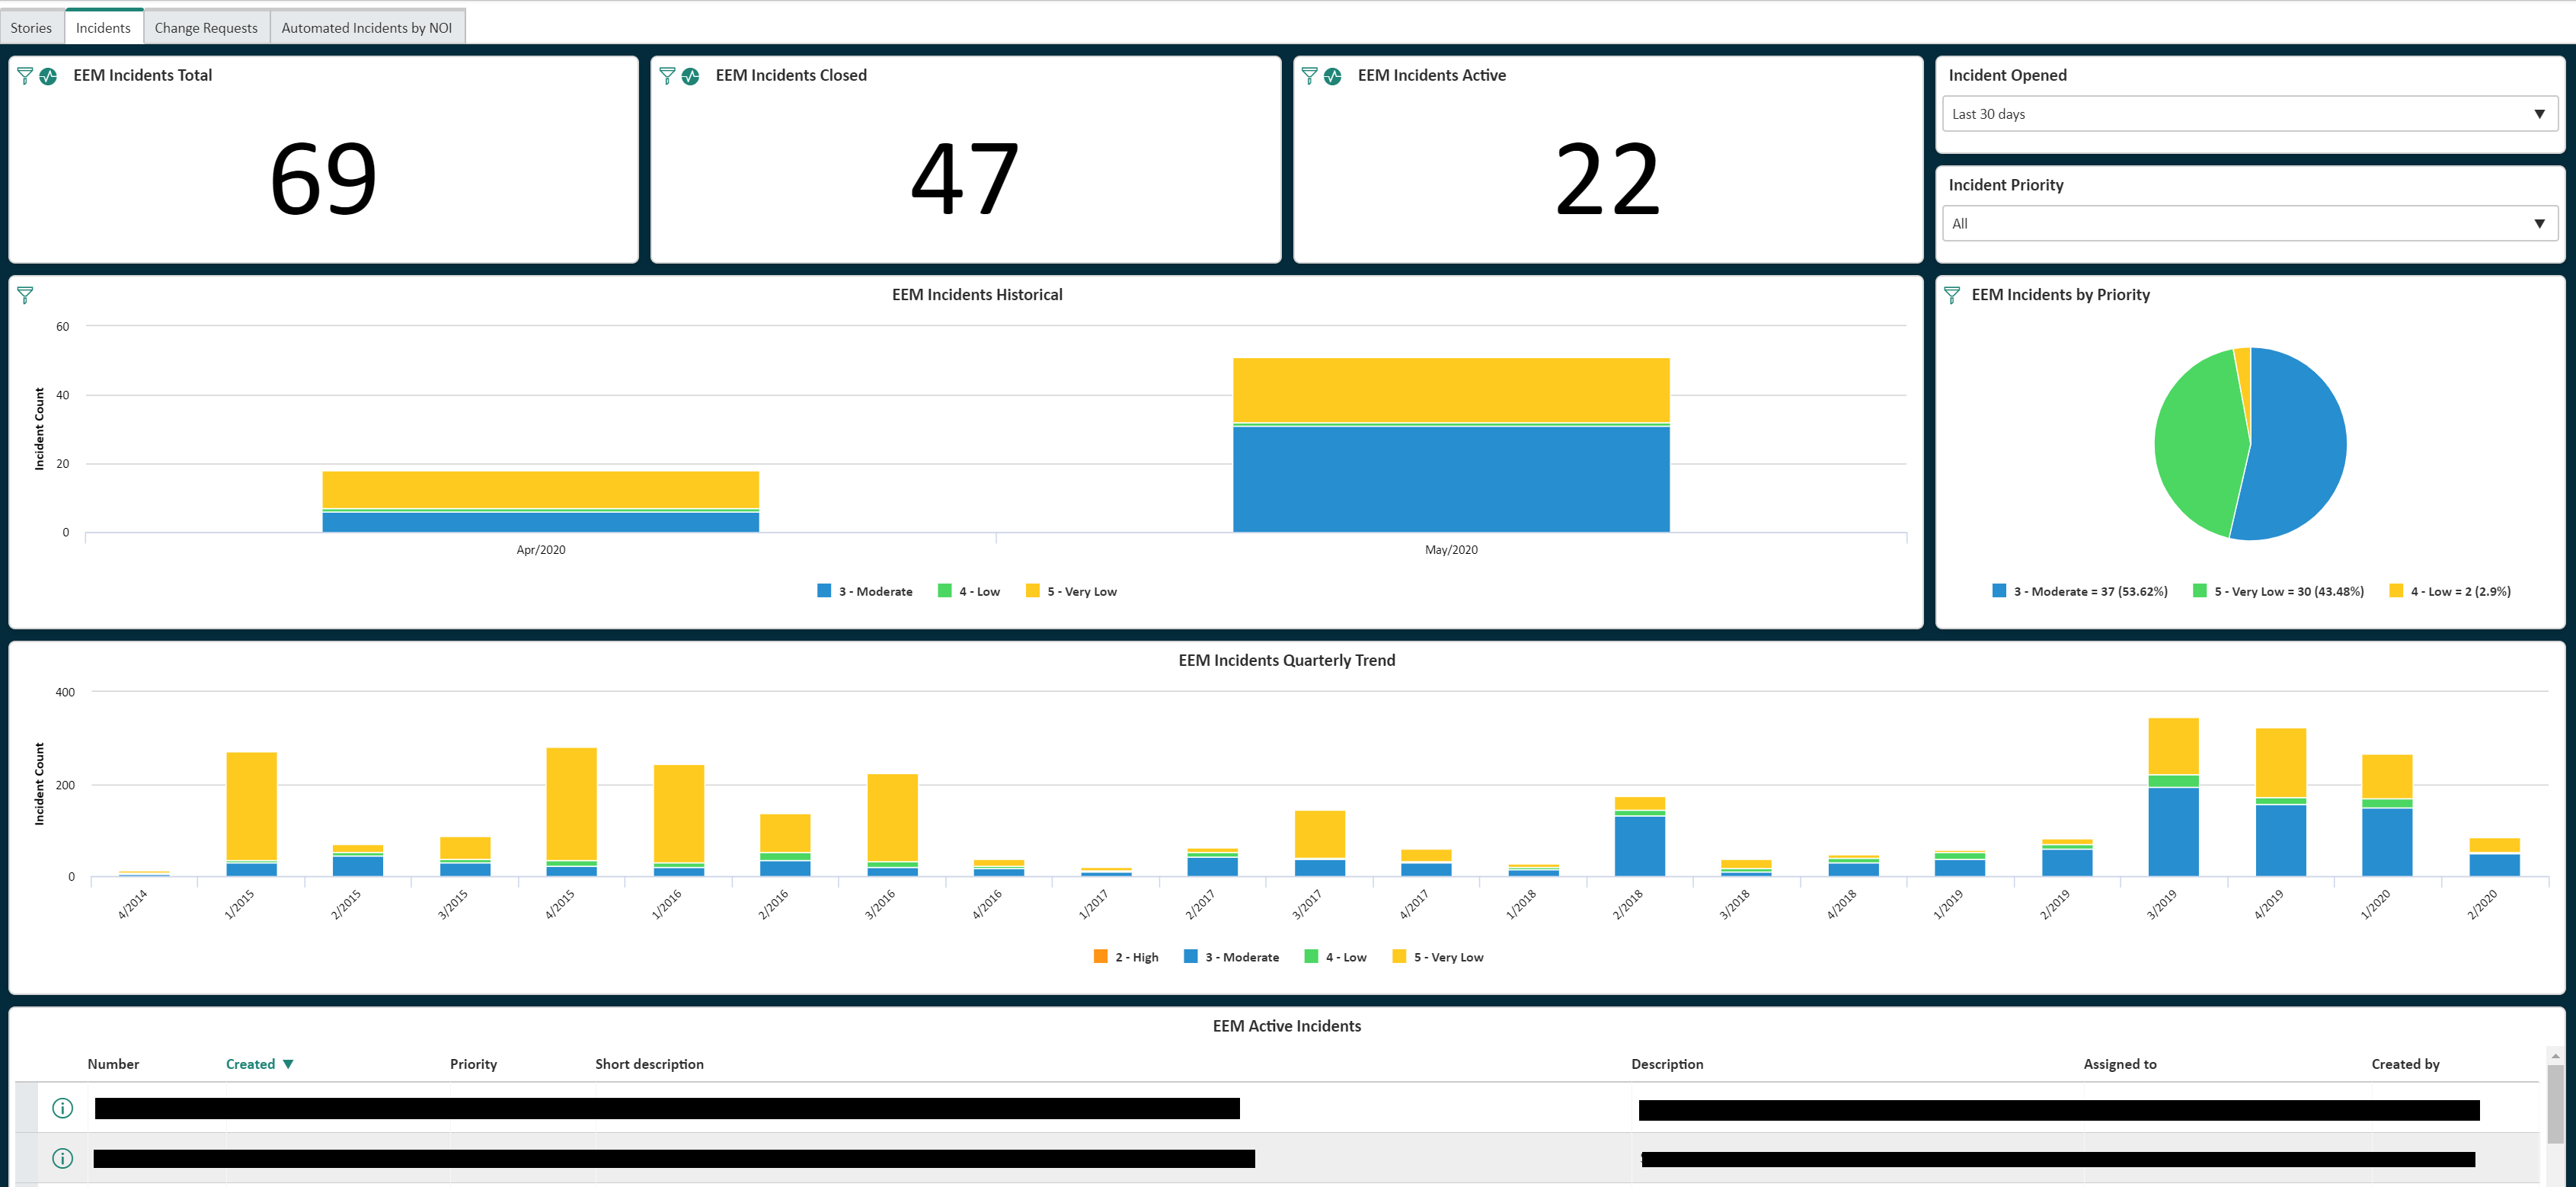 Stories Incidents Change Requests Automated Incidents by NOI
EEM Incidents Total
69
EEM Incidents Closed
47
EEM Incidents Active
22
Incident Opened
Last 30 days
Incident Priority
All
EEM Incidents Historical
Incident Count
60
40
20
0
Apr/2020 May/2020
3 - Moderate 4 - Low 5 - Very Low
EEM Incidents by Priority
3 - Moderate = 37 (53.62%) 5 - Very Low = 30 (43.48%) 4 - Low = 2 (2.9%)
EEM Incidents Quarterly Trend
Incident Count
400
200
0
4/2014 1/2015 2/2015 3/2015 4/2015 1/2016 2/2016 3/2016 4/2016 1/2017 2/2017 3/2017 4/2017 1/2018 2/2018 3/2018 4/2018 1/2019 2/2019 3/2019 4/2019 1/2020 2/2020
2 - High 3 - Moderate 4 - Low 5 - Very Low
EEM Active Incidents
Number Created Priority Short description Description Assigned to Created by